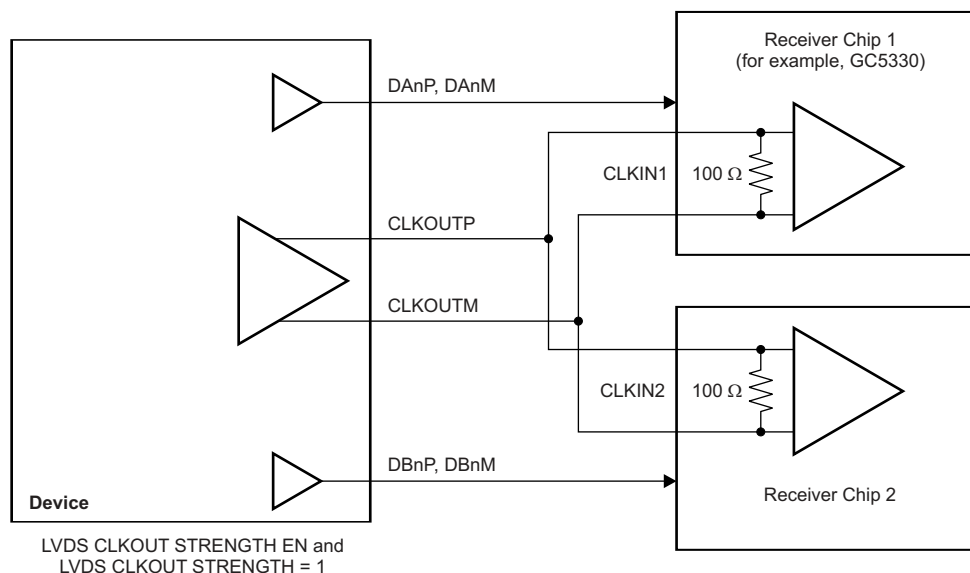 Receiver Chip 1
(for example, GC5330)
DAnP, DAnM
CLKIN1
100 Ω
CLKOUTP
CLKOUTM
CLKIN2
100 Ω
DBnP, DBnM
Device
Receiver Chip 2
LVDS CLKOUT STRENGTH EN and
LVDS CLKOUT STRENGTH = 1